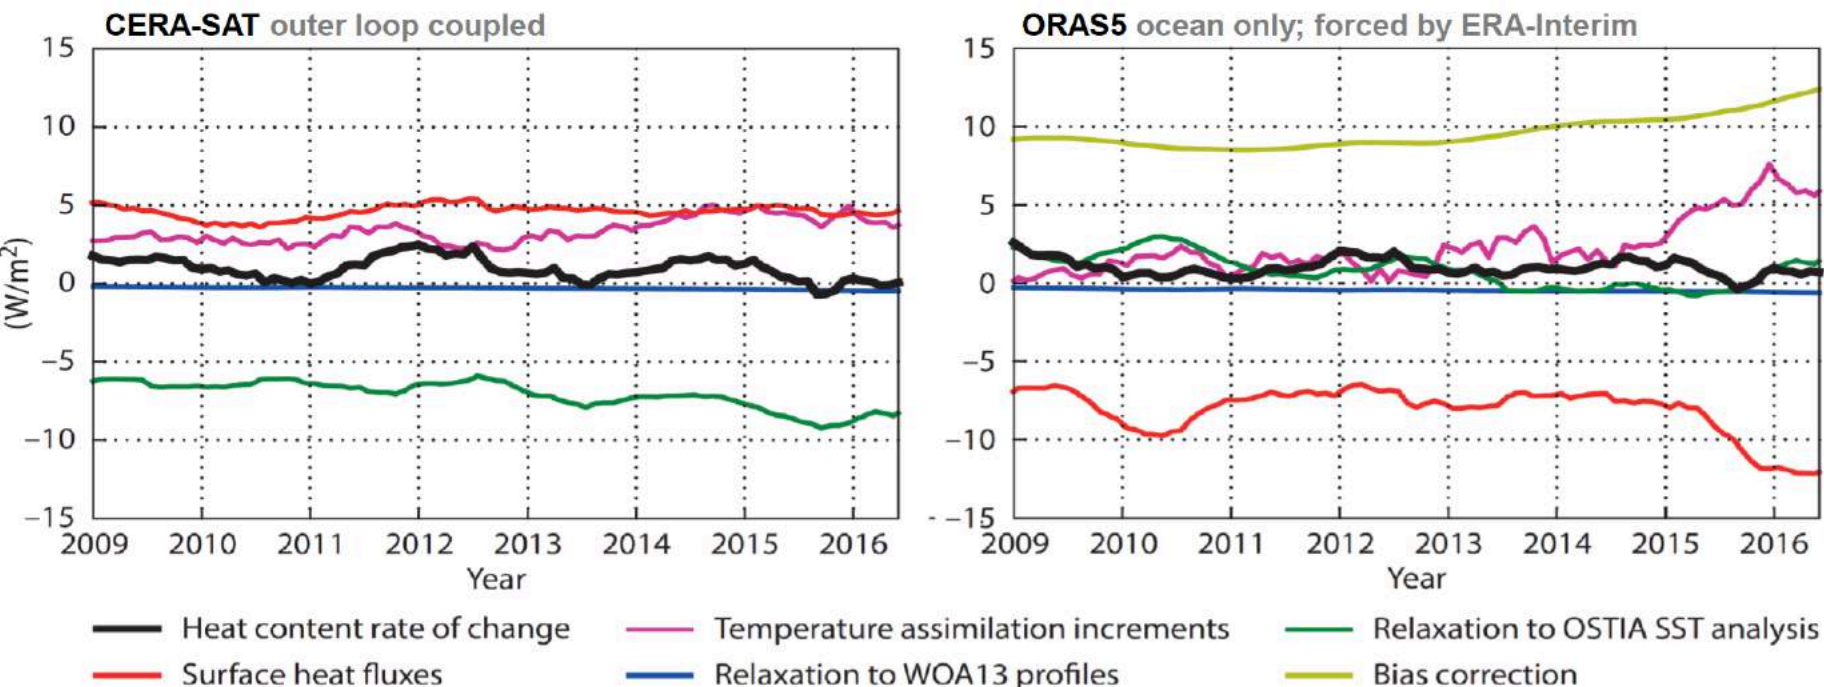 CERA-SAT outer loop coupled
15
10
5
0
−5
−10
−15
(W/m²)
2009 2010 2011 2012 2013 2014 2015 2016
Year
ORAS5 ocean only; forced by ERA-Interim
15
10
5
0
−5
−10
- −15
2009 2010 2011 2012 2013 2014 2015 2016
Year
Heat content rate of change
Temperature assimilation increments
Relaxation to OSTIA SST analysis
Surface heat fluxes
Relaxation to WOA13 profiles
Bias correction